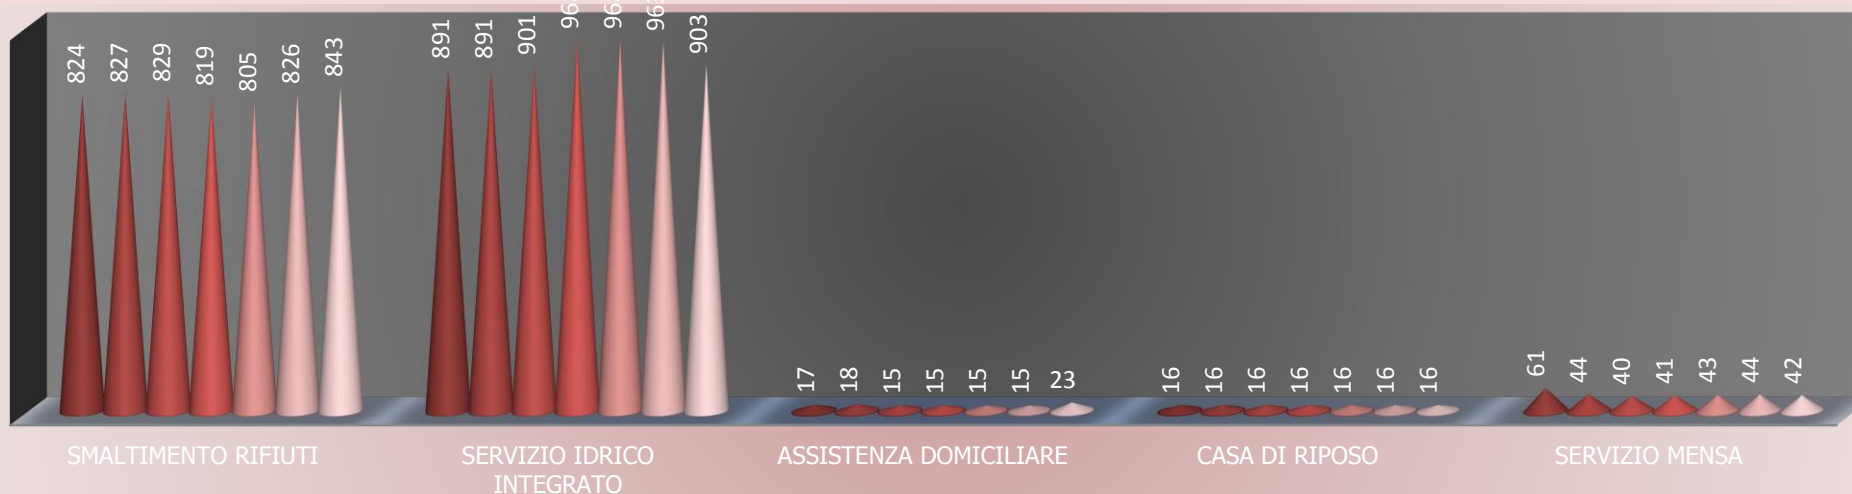 824 827 829 819 805 826 843
891 891 901 903
17 18 15 15 15 15 23
16 16 16 16 16 16 16
61 44 40 41 43 44 42
SMALTIMENTO RIFIUTI
SERVIZIO IDRICO
INTEGRATO
ASSISTENZA DOMICILIARE
CASA DI RIPOSO
SERVIZIO MENSA